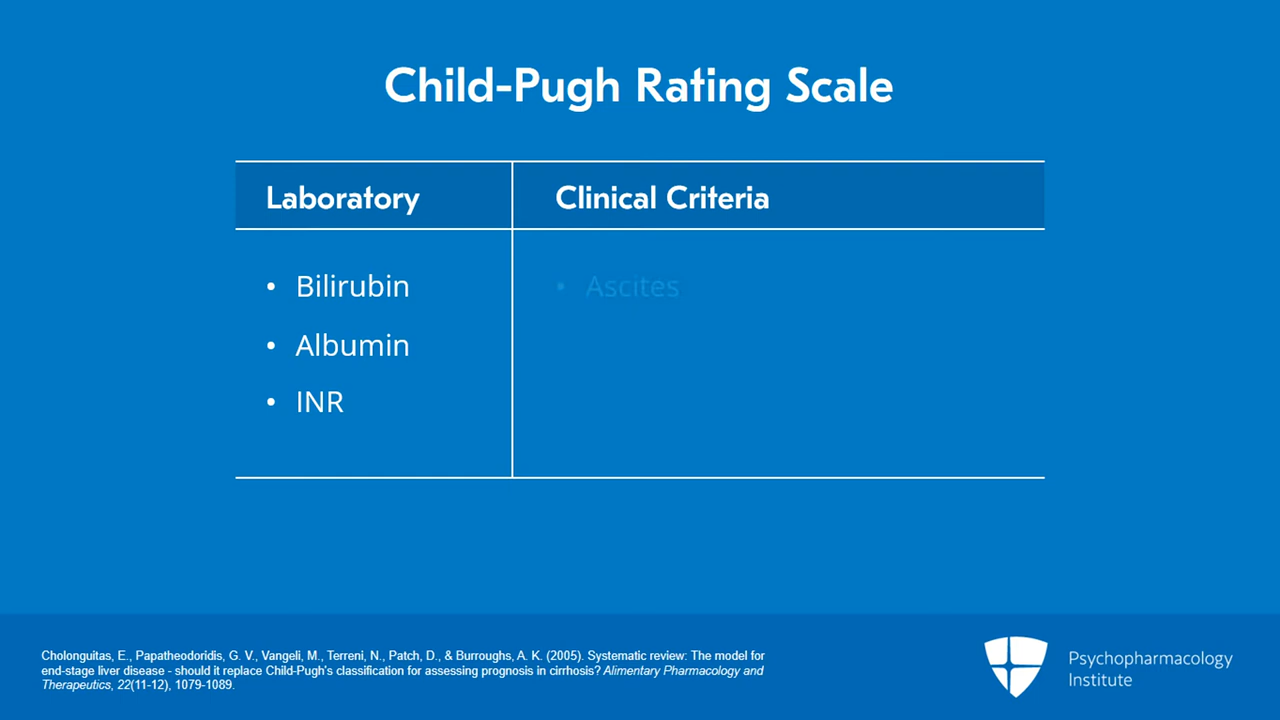 Child-Pugh Rating Scale
Laboratory
Clinical Criteria
• Bilirubin
• Ascites
• Albumin
• INR
Cholonguitas, E., Papatheodoridis, G. V., Vangeli, M., Terreni, N., Patch, D., & Burroughs, A. K. (2005). Systematic review: The model for
end-stage liver disease - should it replace Child-Pugh's classification for assessing prognosis in cirrhosis? Alimentary Pharmacology and
Therapeutics, 22(11-12), 1079-1089.
Psychopharmacology
Institute